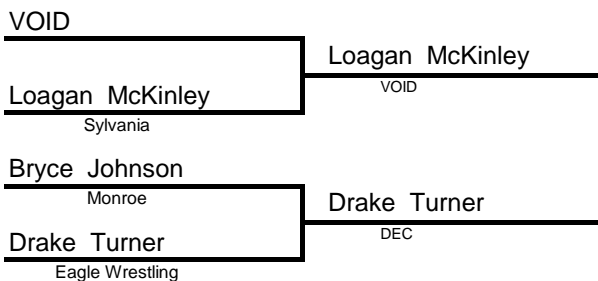 VOID
Loagan McKinley
VOID
Loagan McKinley
Sylvania
Bryce Johnson
Monroe
Drake Turner
DEC
Drake Turner
Eagle Wrestling